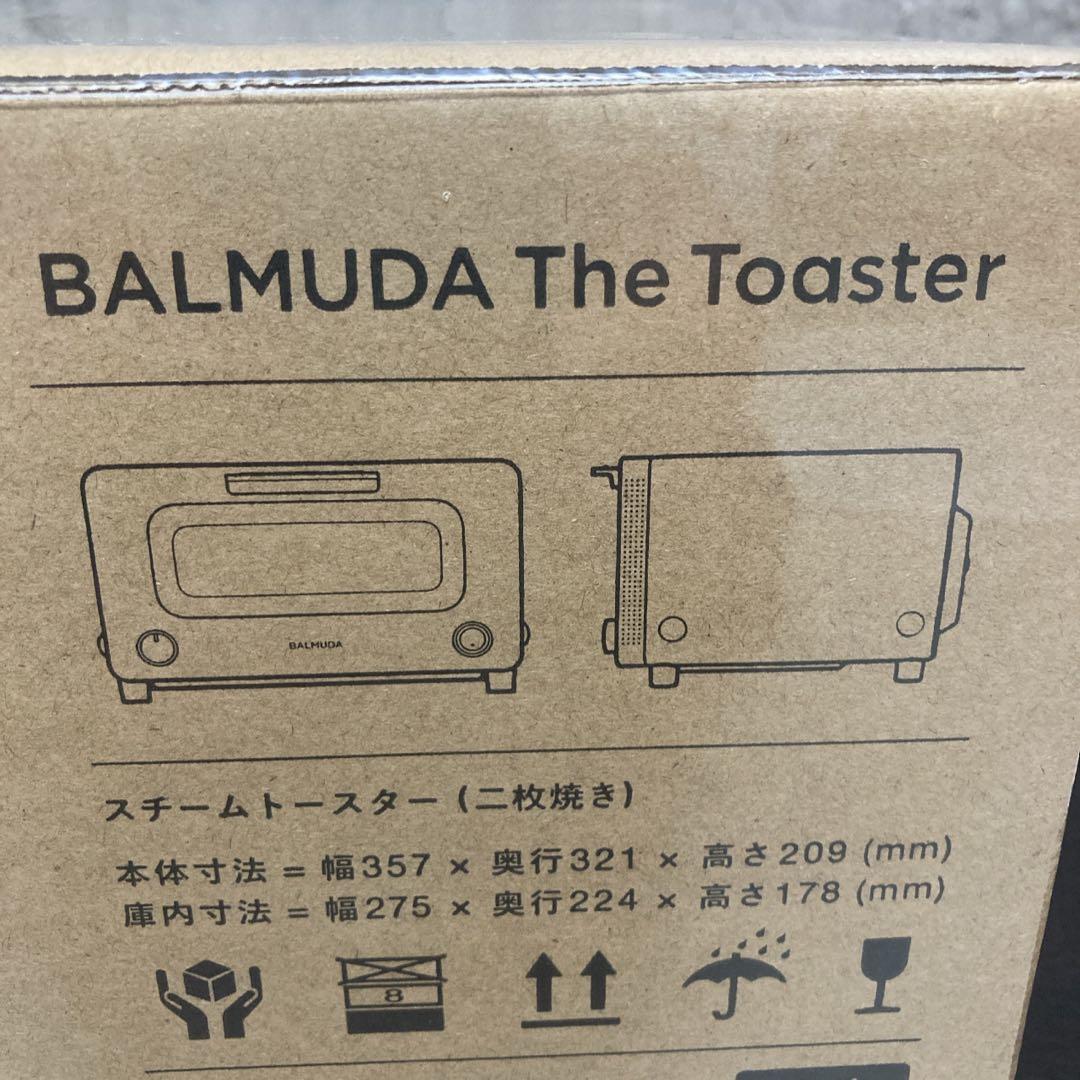 BALMUDA The Toaster
BALMUDA
スチームトースター (二枚焼き)
本体寸法 = 幅357 × 奥行321 × 高さ209 (mm)
庫内寸法 = 幅275 × 奥行224 × 高さ178 (mm)
8